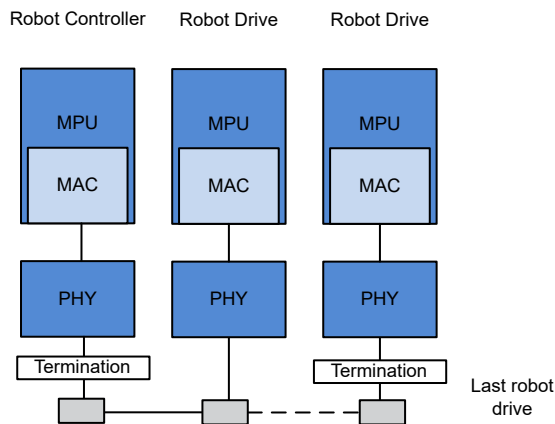 Robot Controller
Robot Drive
Robot Drive
MPU
MPU
MPU
MAC
MAC
MAC
PHY
PHY
PHY
Termination
Termination
Last robot
drive